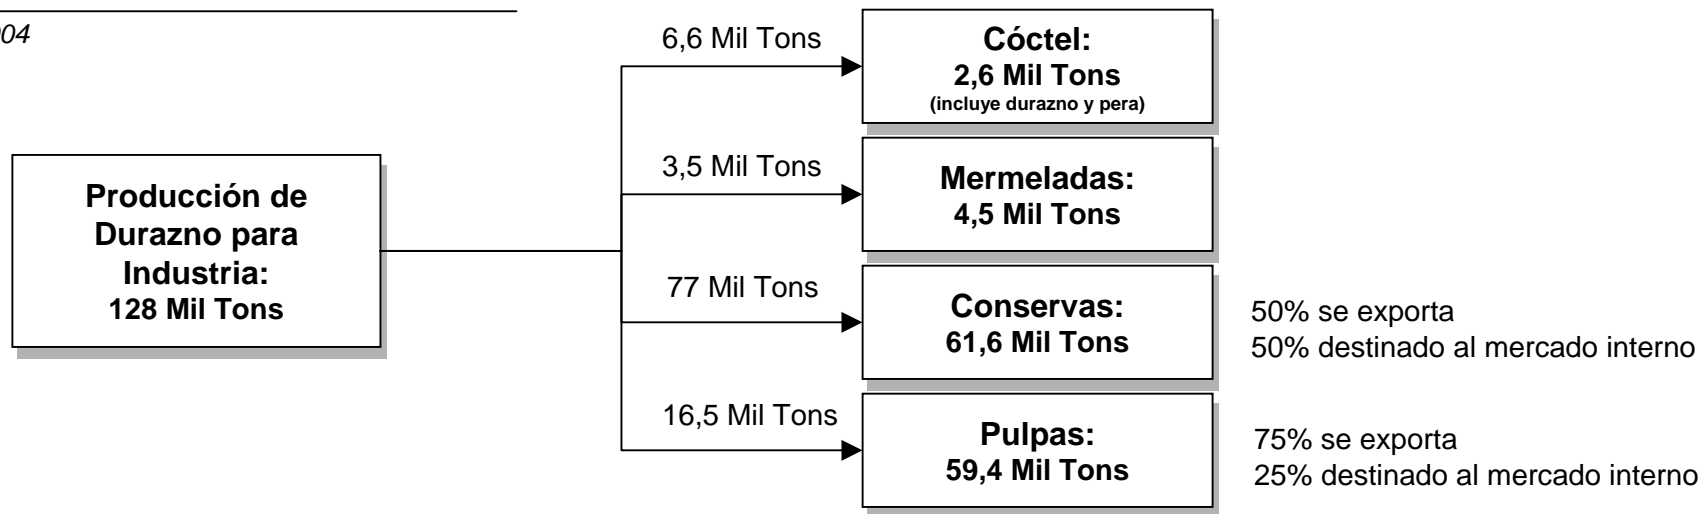 6,6 Mil Tons
Cóctel:
2,6 Mil Tons
(incluye durazno y pera)
3,5 Mil Tons
Mermeladas:
4,5 Mil Tons
Producción de
Durazno para
Industria:
128 Mil Tons
77 Mil Tons
Conservas:
61,6 Mil Tons
50% se exporta
50% destinado al mercado interno
16,5 Mil Tons
Pulpas:
59,4 Mil Tons
75% se exporta
25% destinado al mercado interno